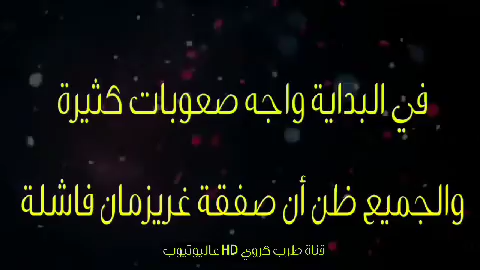 في البداية واجه صعوبات كثيرة
والجميع ظن أن صفقة غريزمان فاشلة
قناة طرب كروي HD عاليوتيوب